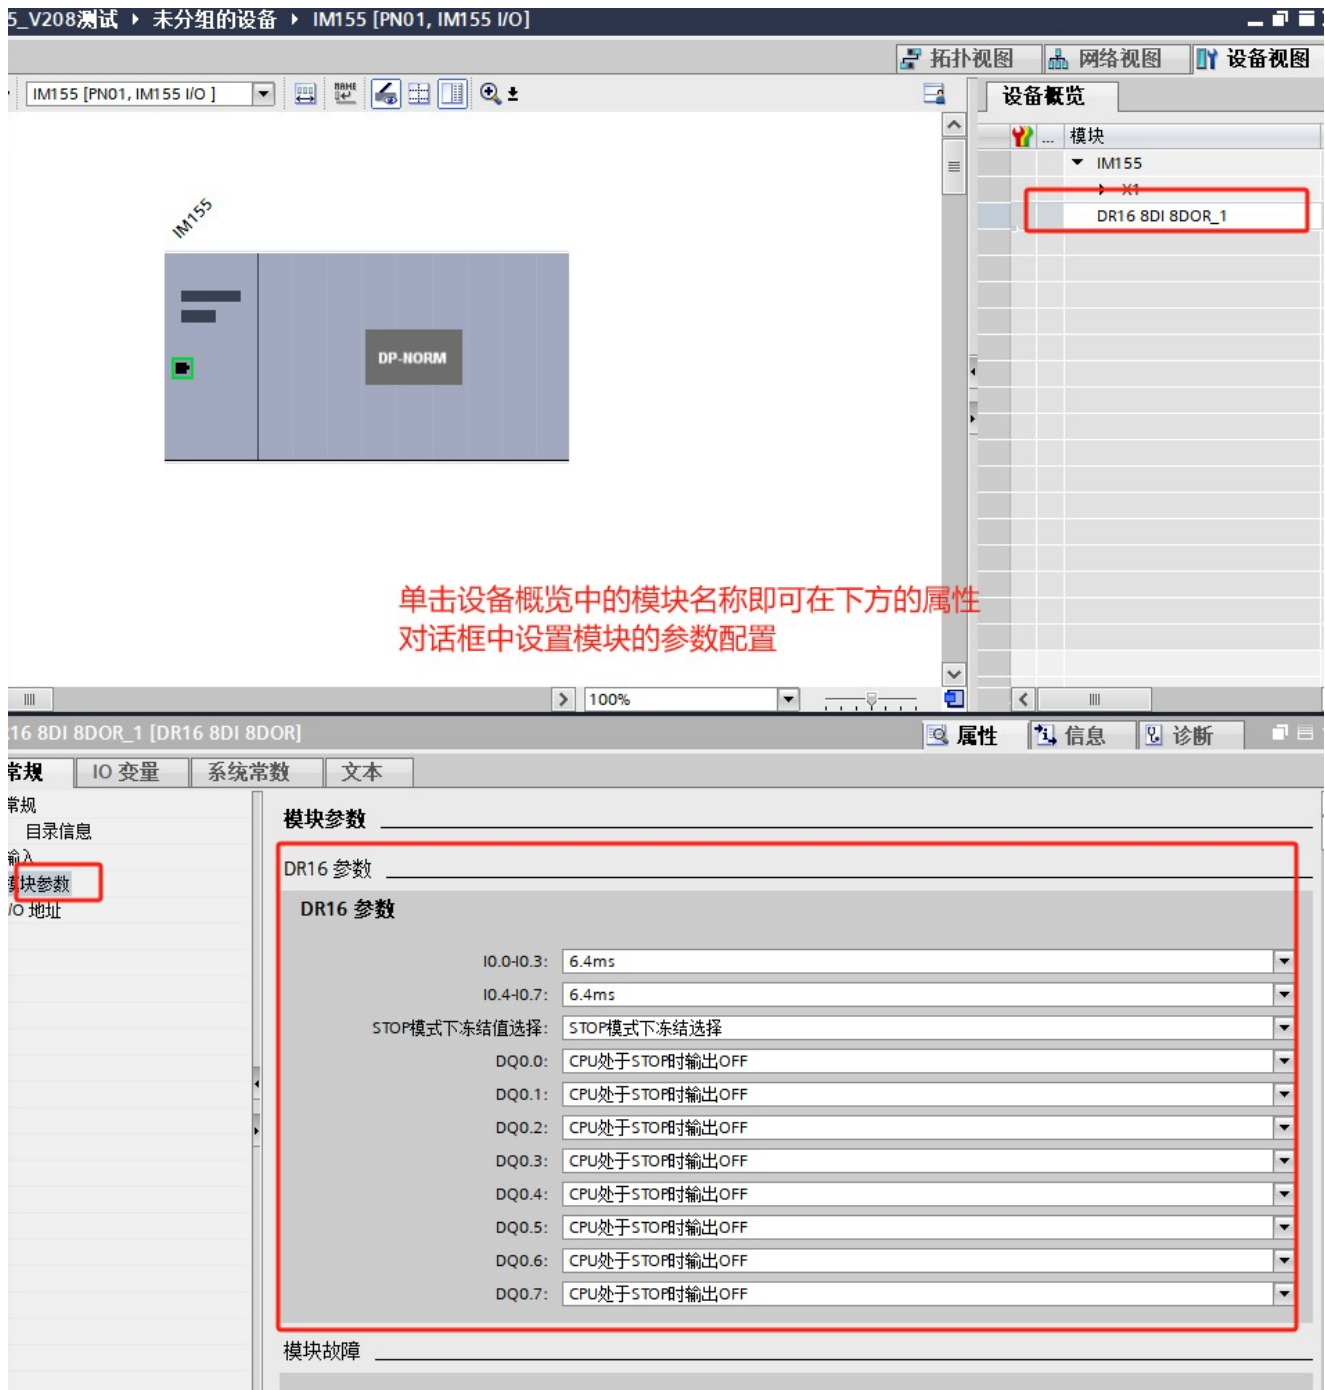 5_V208测试 ▸ 未分组的设备 ▸ IM155 [PN01, IM155 I/O]
拓扑视图 网络视图 设备视图
IM155 [PN01, IM155 I/O ]
设备概览
... 模块
IM155
X1
DR16 8DI 8DOR_1
IM155
DP-NORM
单击设备概览中的模块名称即可在下方的属性
对话框中设置模块的参数配置
100%
16 8DI 8DOR_1 [DR16 8DI 8DOR]
属性 信息 诊断
常规 IO 变量 系统常数 文本
常规
目录信息
输入
模块参数
I/O 地址
模块参数
DR16 参数
DR16 参数
I0.0-I0.3: 6.4ms
I0.4-I0.7: 6.4ms
STOP模式下冻结值选择: STOP模式下冻结选择
DQ0.0: CPU处于STOP时输出OFF
DQ0.1: CPU处于STOP时输出OFF
DQ0.2: CPU处于STOP时输出OFF
DQ0.3: CPU处于STOP时输出OFF
DQ0.4: CPU处于STOP时输出OFF
DQ0.5: CPU处于STOP时输出OFF
DQ0.6: CPU处于STOP时输出OFF
DQ0.7: CPU处于STOP时输出OFF
模块故障